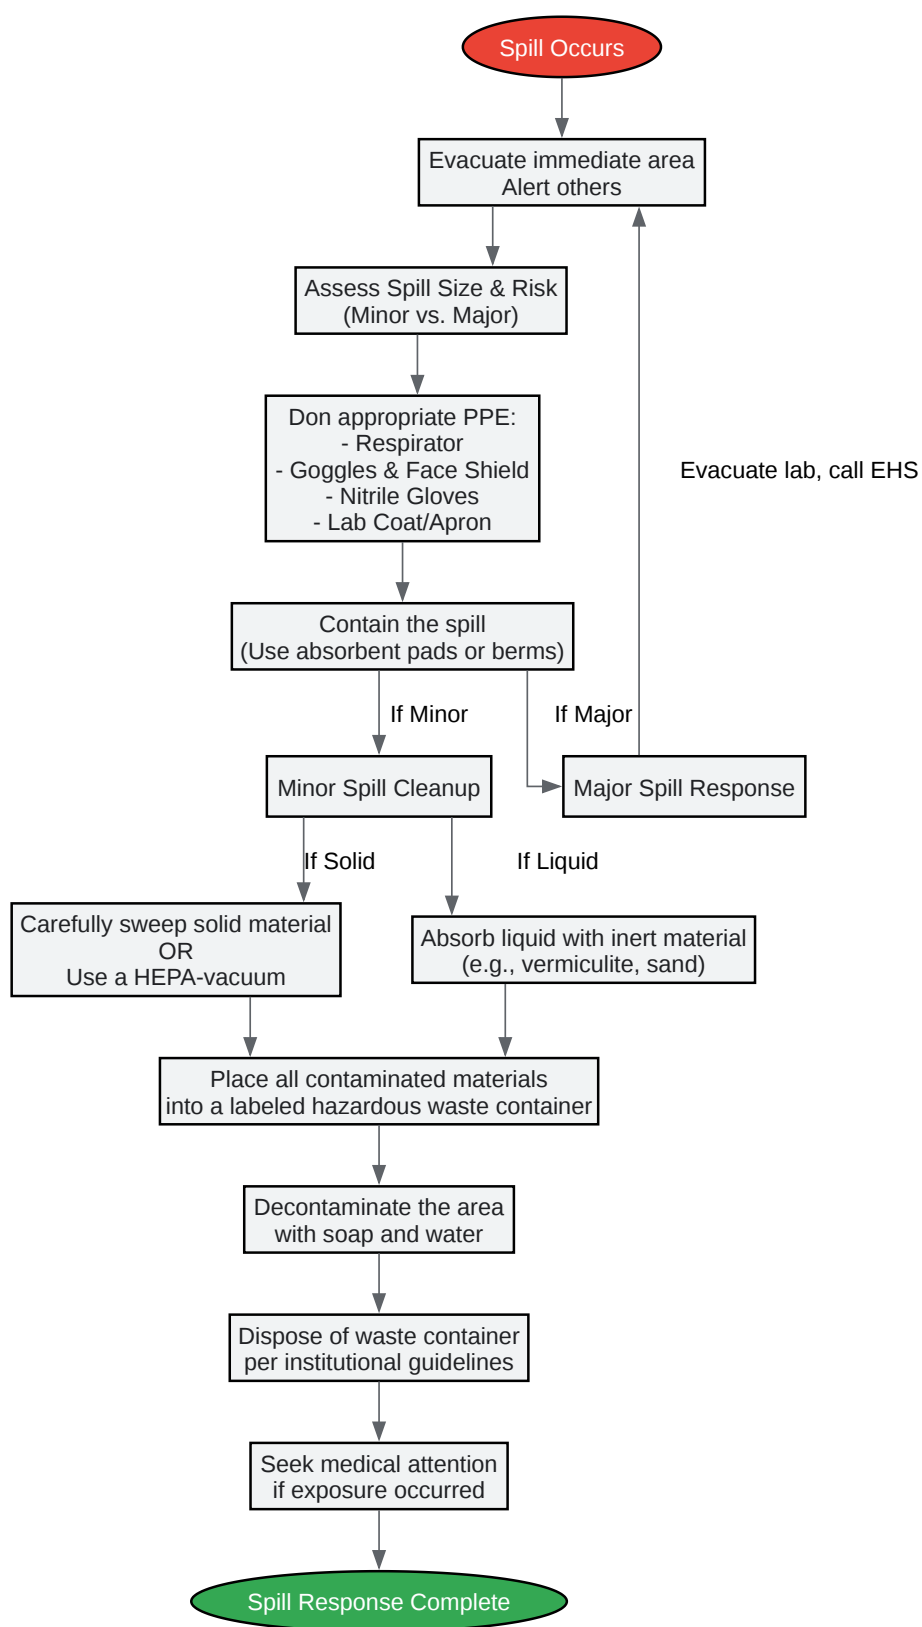 Spill Occurs
Evacuate immediate area
Alert others
Assess Spill Size & Risk
(Minor vs. Major)
Don appropriate PPE:
- Respirator
- Goggles & Face Shield
- Nitrile Gloves
- Lab Coat/Apron
Evacuate lab, call EHS
Contain the spill
(Use absorbent pads or berms)
If Minor
If Major
Minor Spill Cleanup
Major Spill Response
If Solid
If Liquid
Carefully sweep solid material
OR
Use a HEPA-vacuum
Absorb liquid with inert material
(e.g., vermiculite, sand)
Place all contaminated materials
into a labeled hazardous waste container
Decontaminate the area
with soap and water
Dispose of waste container
per institutional guidelines
Seek medical attention
if exposure occurred
Spill Response Complete